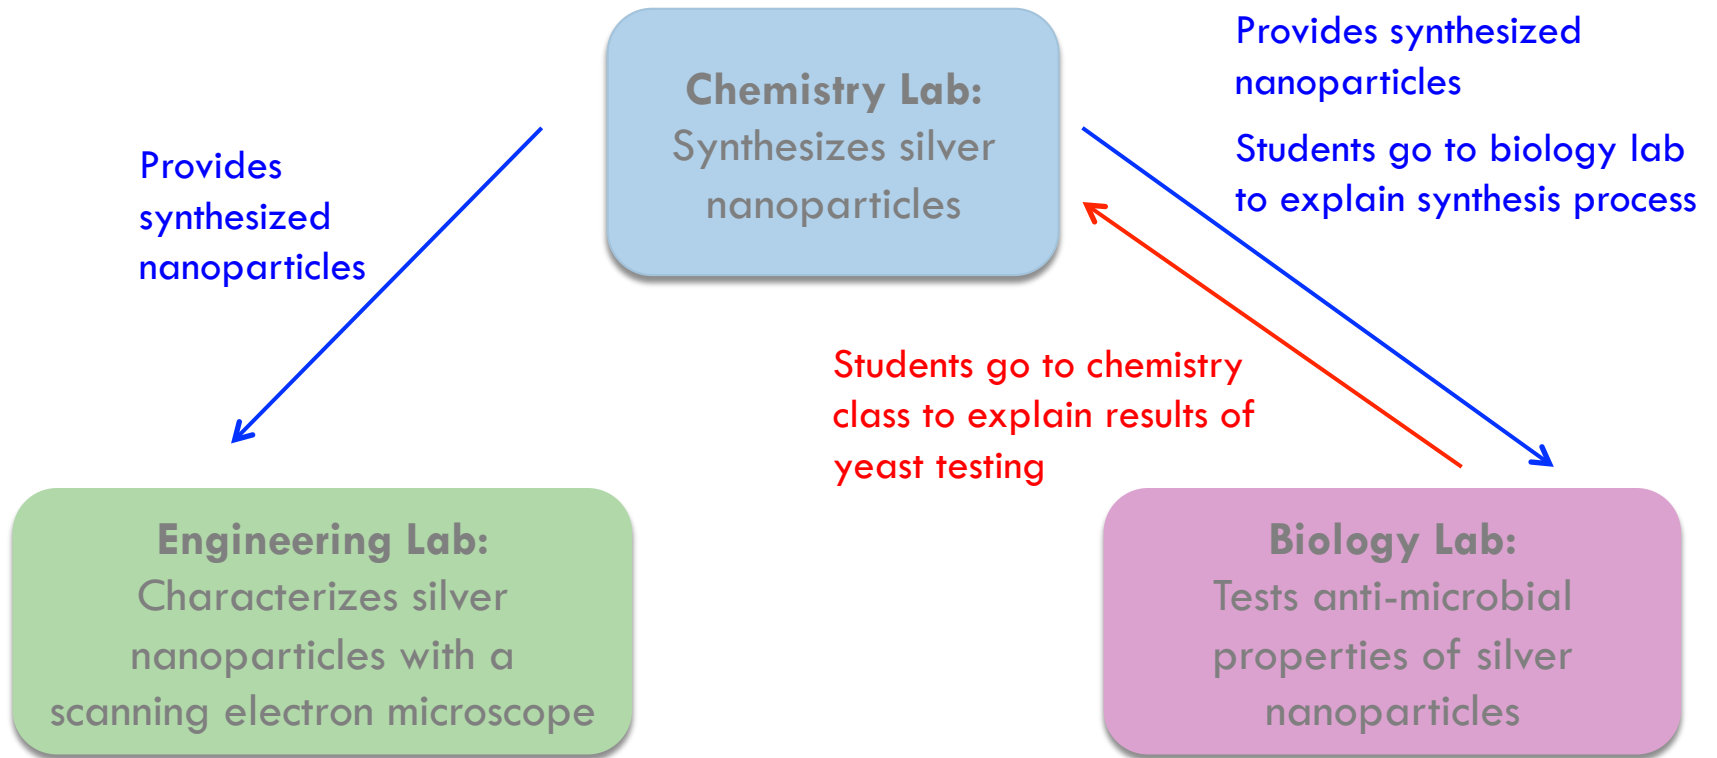 Chemistry Lab:
Synthesizes silver
nanoparticles
Provides synthesized
nanoparticles
Students go to biology lab
to explain synthesis process
Provides
synthesized
nanoparticles
Students go to chemistry
class to explain results of
yeast testing
Engineering Lab:
Characterizes silver
nanoparticles with a
scanning electron microscope
Biology Lab:
Tests anti-microbial
properties of silver
nanoparticles